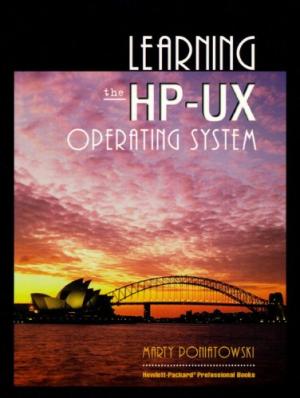 LEARNING
the HP-UX
OPERATING SYSTEM
MARTY PONIATOWSKI
Hewlett-Packard® Professional Books